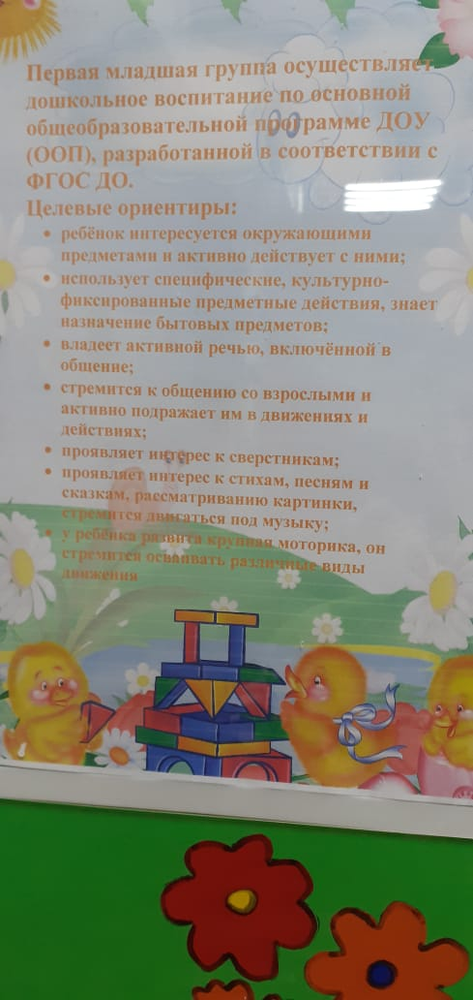 Первая младшая группа осуществляет
дошкольное воспитание по основной
общеобразовательной программе ДОУ
(ООП), разработанной в соответствии с
ФГОС ДО.
Целевые ориентиры:
• ребёнок интересуется окружающими
предметами и активно действует с ними;
• использует специфические, культурно-
фиксированные предметные действия, знает
назначение бытовых предметов;
• владеет активной речью, включённой в
общение;
• стремится к общению со взрослыми и
активно подражает им в движениях и
действиях;
• проявляет интерес к сверстникам;
• проявляет интерес к стихам, песням и
сказкам, рассматриванию картинки,
стремится двигаться под музыку;
• у ребёнка развита крупная моторика, он
стремится осваивать различные виды
движения